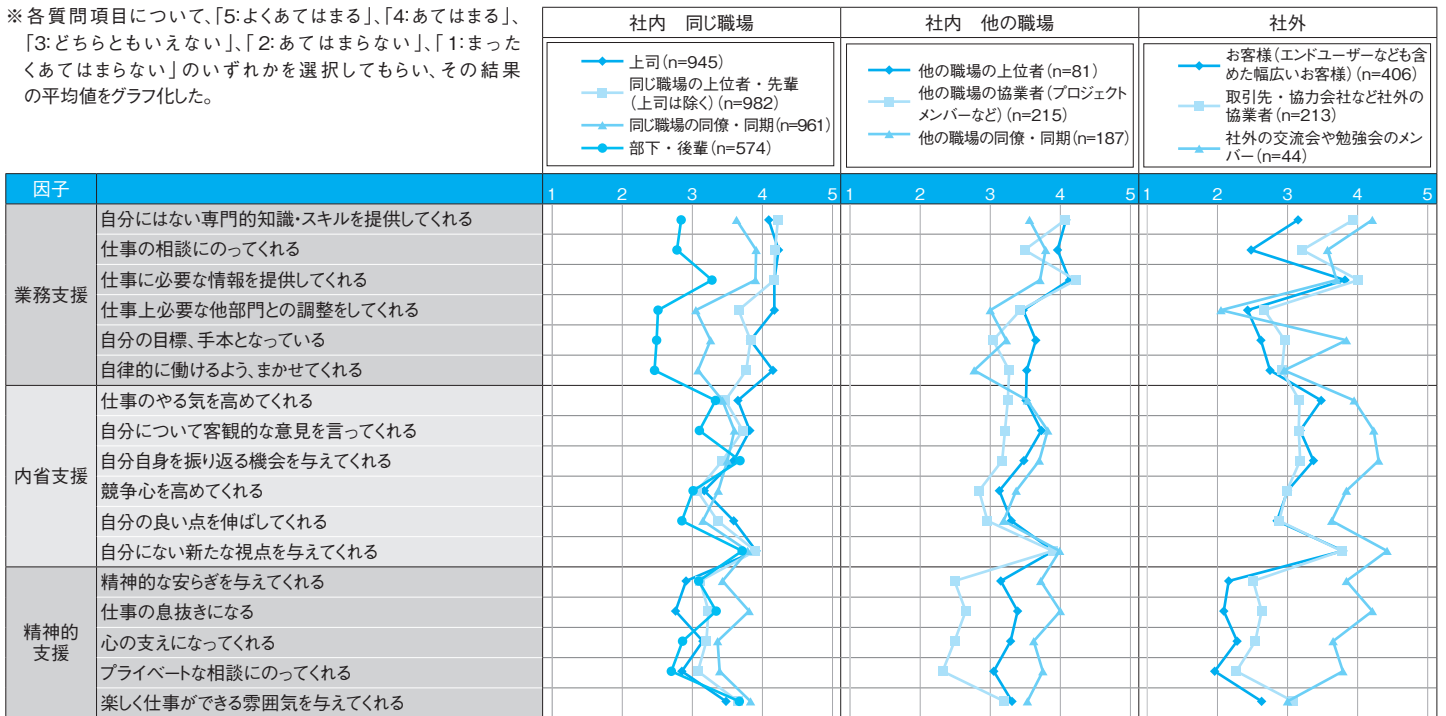 ※各質問項目について、「5:よくあてはまる」、「4:あてはまる」、
「3:どちらともいえない」、「2:あてはまらない」、「1:まった
くあてはまらない」のいずれかを選択してもらい、その結果
の平均値をグラフ化した。
社内 同じ職場
上司(n=945)
同じ職場の上位者・先輩
(上司は除く)(n=982)
同じ職場の同僚・同期(n=961)
部下・後輩(n=574)
社内 他の職場
他の職場の上位者(n=81)
他の職場の協業者(プロジェクト
メンバーなど)(n=215)
他の職場の同僚・同期(n=187)
社外
お客様(エンドユーザーなども含
めた幅広いお客様)(n=406)
取引先・協力会社など社外の
協業者(n=213)
社外の交流会や勉強会のメン
バー(n=44)
因子
1 2 3 4 5 1 2 3 4 5 1 2 3 4 5
業務支援
自分にはない専門的知識・スキルを提供してくれる
仕事の相談にのってくれる
仕事に必要な情報を提供してくれる
仕事上必要な他部門との調整をしてくれる
自分の目標、手本となっている
自律的に働けるよう、まかせてくれる
内省支援
仕事のやる気を高めてくれる
自分について客観的な意見を言ってくれる
自分自身を振り返る機会を与えてくれる
競争心を高めてくれる
自分の良い点を伸ばしてくれる
自分にない新たな視点を与えてくれる
精神的
支援
精神的な安らぎを与えてくれる
仕事の息抜きになる
心の支えになってくれる
プライベートな相談にのってくれる
楽しく仕事ができる雰囲気を与えてくれる